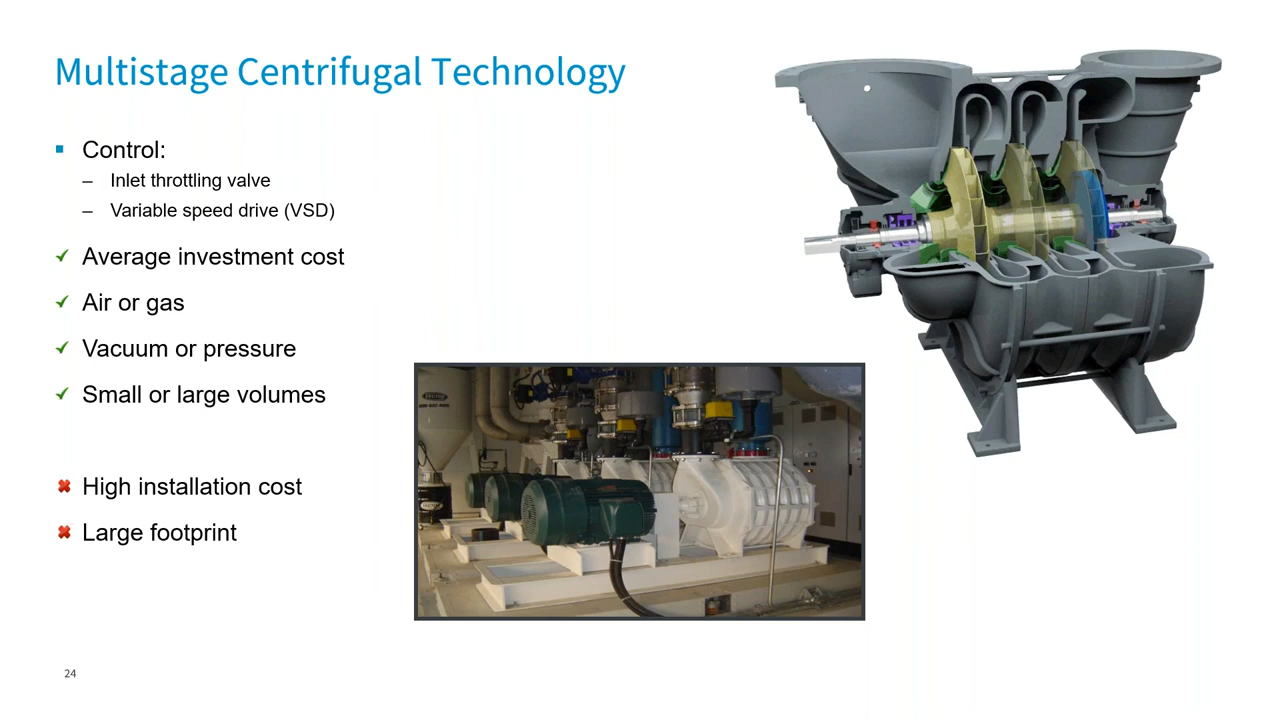 Multistage Centrifugal Technology
Control:
– Inlet throttling valve
– Variable speed drive (VSD)
Average investment cost
Air or gas
Vacuum or pressure
Small or large volumes
High installation cost
Large footprint
24